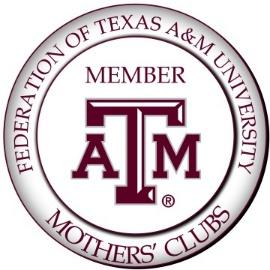 FEDERATION OF TEXAS A&M UNIVERSITY
MEMBER
ATM®
MOTHERS' CLUBS